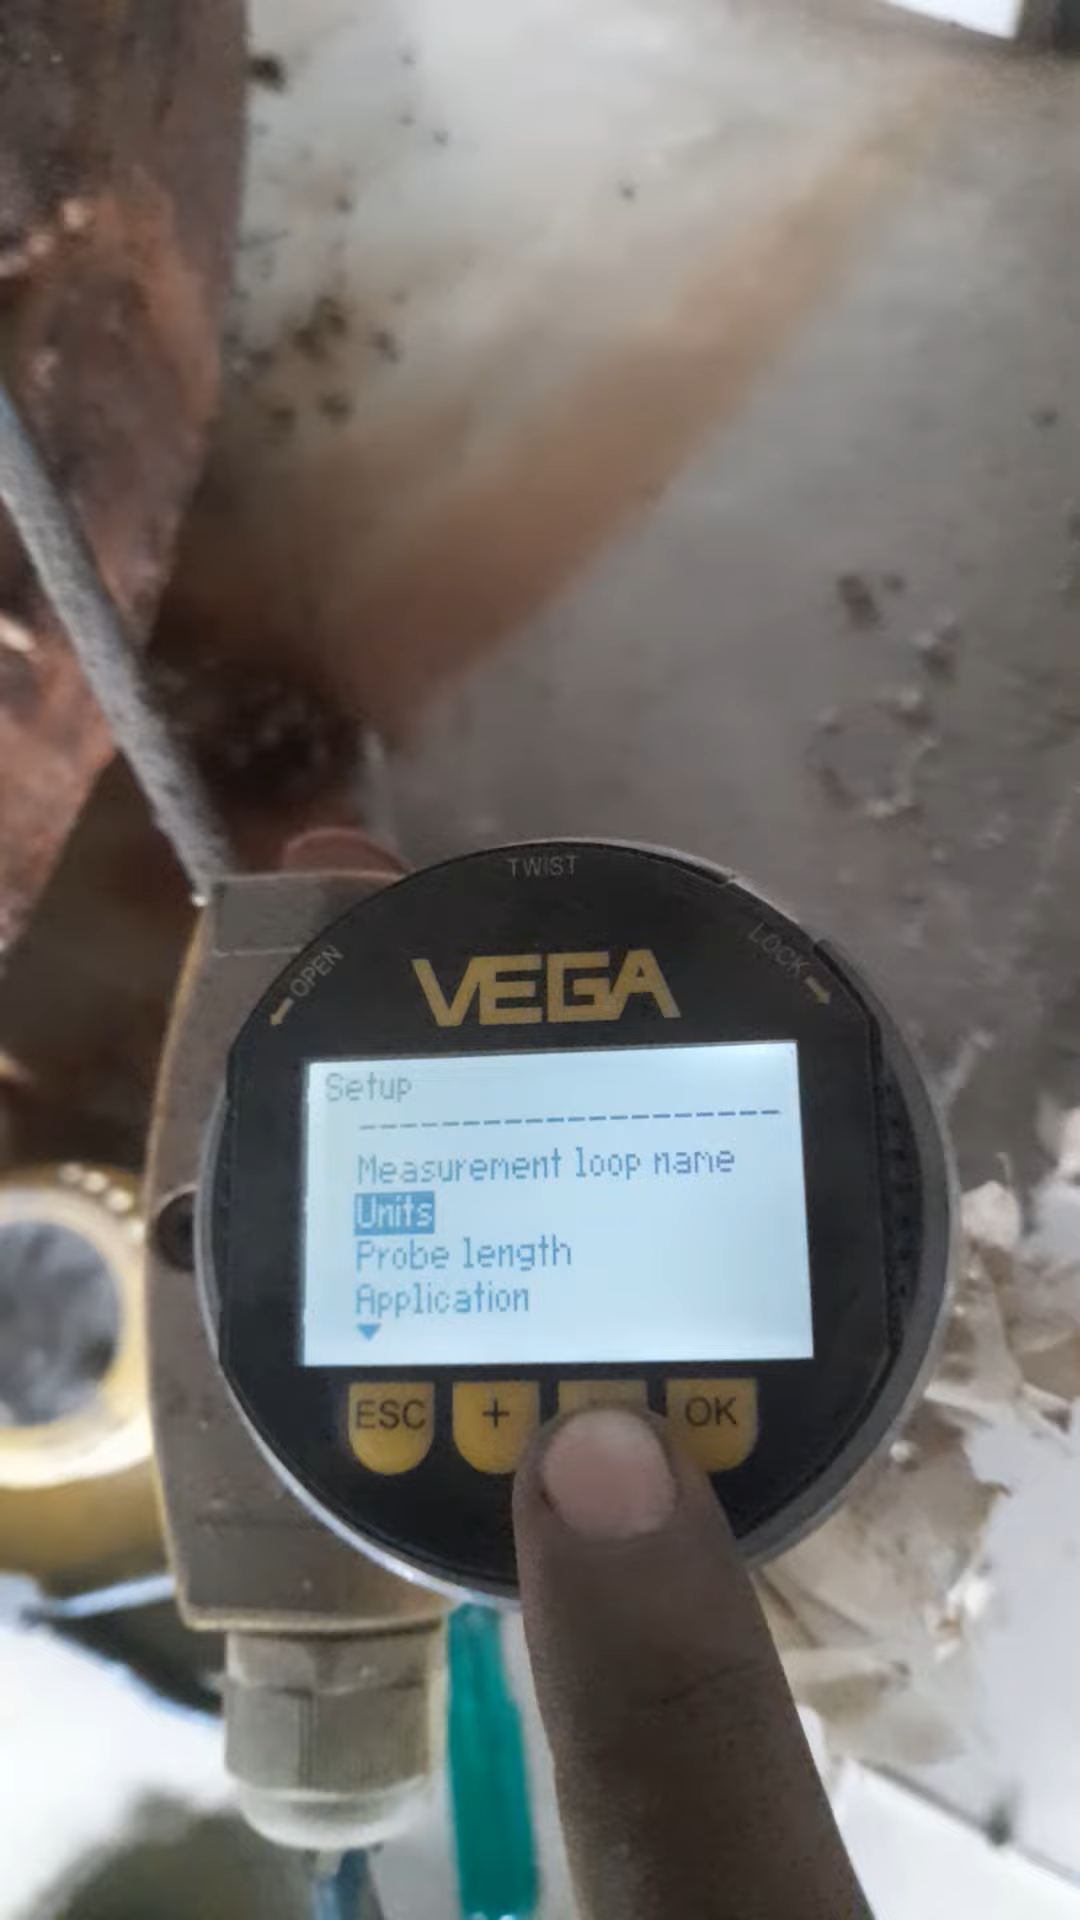 TWIST
OPEN
LOCK
VEGA
Setup
Measurement loop name
Units
Probe length
Application
ESC
+
OK